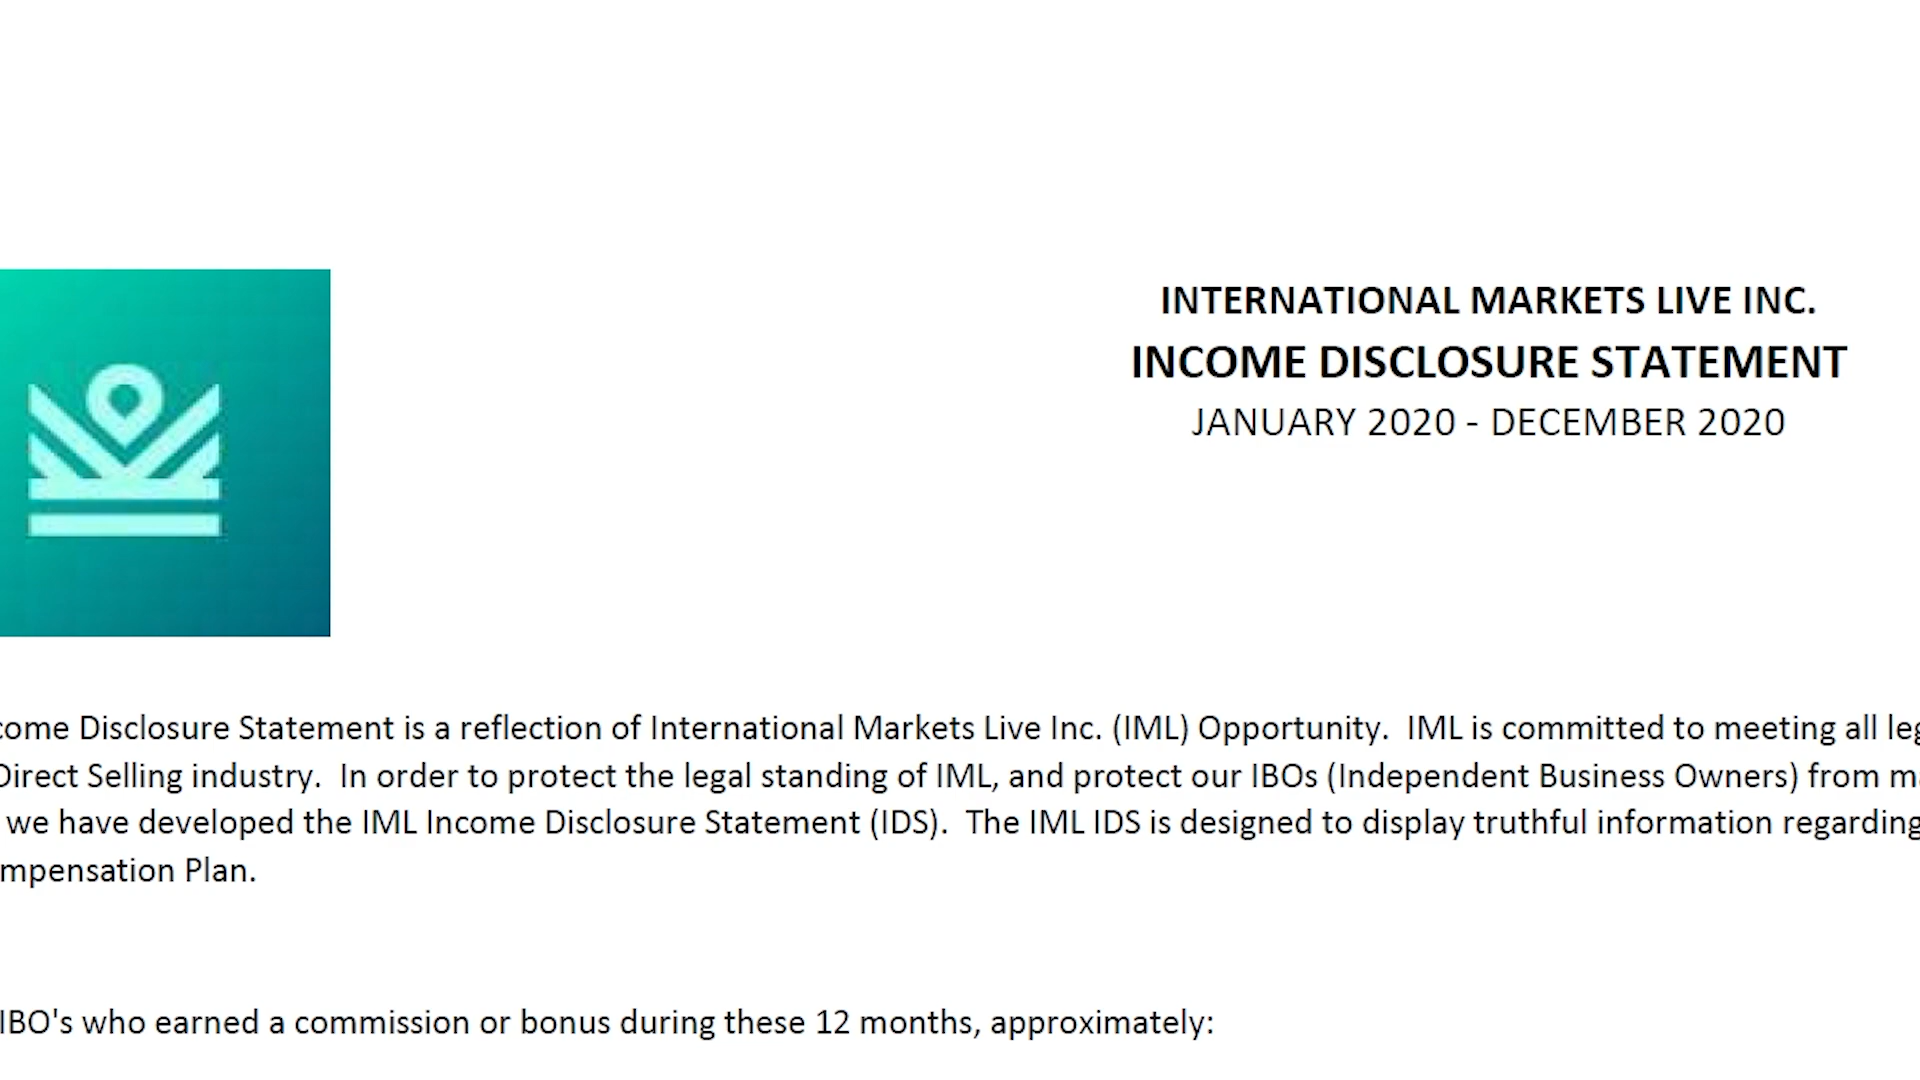 INTERNATIONAL MARKETS LIVE INC.
INCOME DISCLOSURE STATEMENT
JANUARY 2020 - DECEMBER 2020
come Disclosure Statement is a reflection of International Markets Live Inc. (IML) Opportunity. IML is committed to meeting all leg
Direct Selling industry. In order to protect the legal standing of IML, and protect our IBOs (Independent Business Owners) from ma
we have developed the IML Income Disclosure Statement (IDS). The IML IDS is designed to display truthful information regarding
mpensation Plan.
IBO's who earned a commission or bonus during these 12 months, approximately: